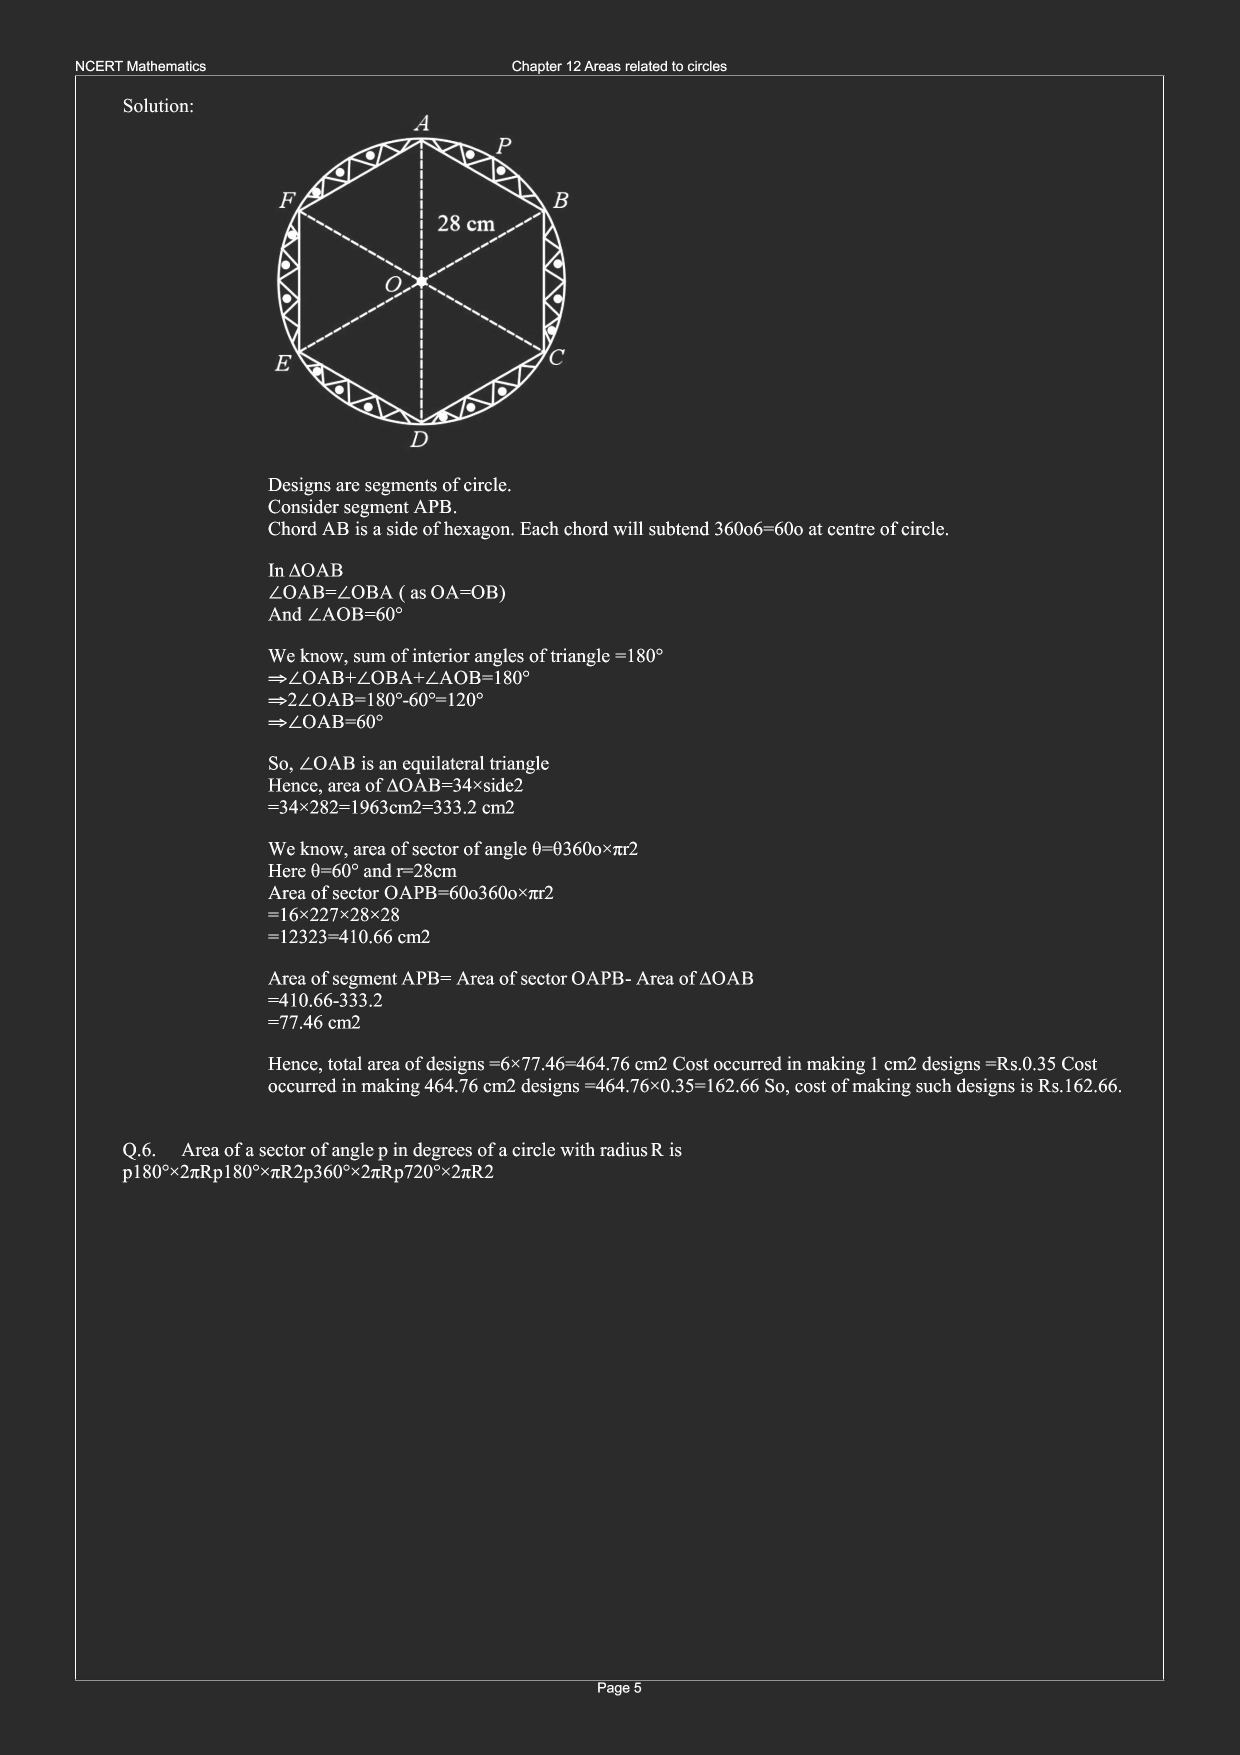 NCERT Mathematics Chapter 12 Areas related to circles
Solution:
A
P
F
B
28 cm
O
E
C
D
Designs are segments of circle.
Consider segment APB.
Chord AB is a side of hexagon. Each chord will subtend 360o6=60o at centre of circle.
In ΔOAB
∠OAB=∠OBA ( as OA=OB)
And ∠AOB=60°
We know, sum of interior angles of triangle =180°
⇒∠OAB+∠OBA+∠AOB=180°
⇒2∠OAB=180°-60°=120°
⇒∠OAB=60°
So, ∠OAB is an equilateral triangle
Hence, area of ΔOAB=34×side2
=34×282=1963cm2=333.2 cm2
We know, area of sector of angle θ=θ360o×πr2
Here θ=60° and r=28cm
Area of sector OAPB=60o360o×πr2
=16×227×28×28
=12323=410.66 cm2
Area of segment APB= Area of sector OAPB- Area of ΔOAB
=410.66-333.2
=77.46 cm2
Hence, total area of designs =6×77.46=464.76 cm2 Cost occurred in making 1 cm2 designs =Rs.0.35 Cost
occurred in making 464.76 cm2 designs =464.76×0.35=162.66 So, cost of making such designs is Rs.162.66.
Q.6. Area of a sector of angle p in degrees of a circle with radius R is
p180°×2πRp180°×πR2p360°×2πRp720°×2πR2
Page 5